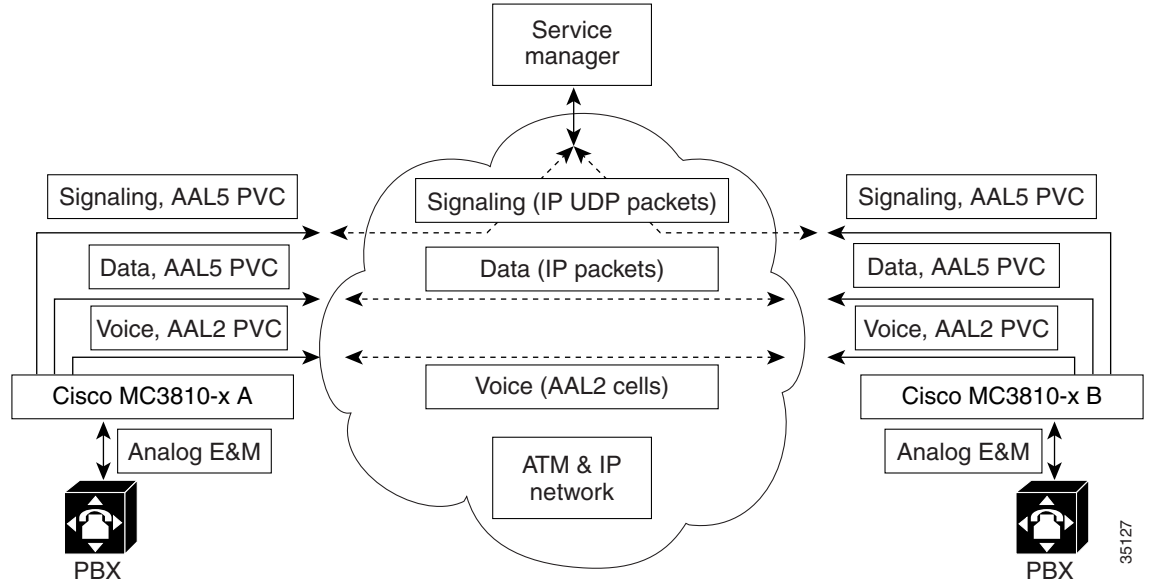 Service
manager
Signaling, AAL5 PVC
Signaling (IP UDP packets)
Signaling, AAL5 PVC
Data, AAL5 PVC
Data (IP packets)
Data, AAL5 PVC
Voice, AAL2 PVC
Voice, AAL2 PVC
Cisco MC3810-x A
Voice (AAL2 cells)
Cisco MC3810-x B
Analog E&M
ATM & IP
network
Analog E&M
PBX
PBX
35127